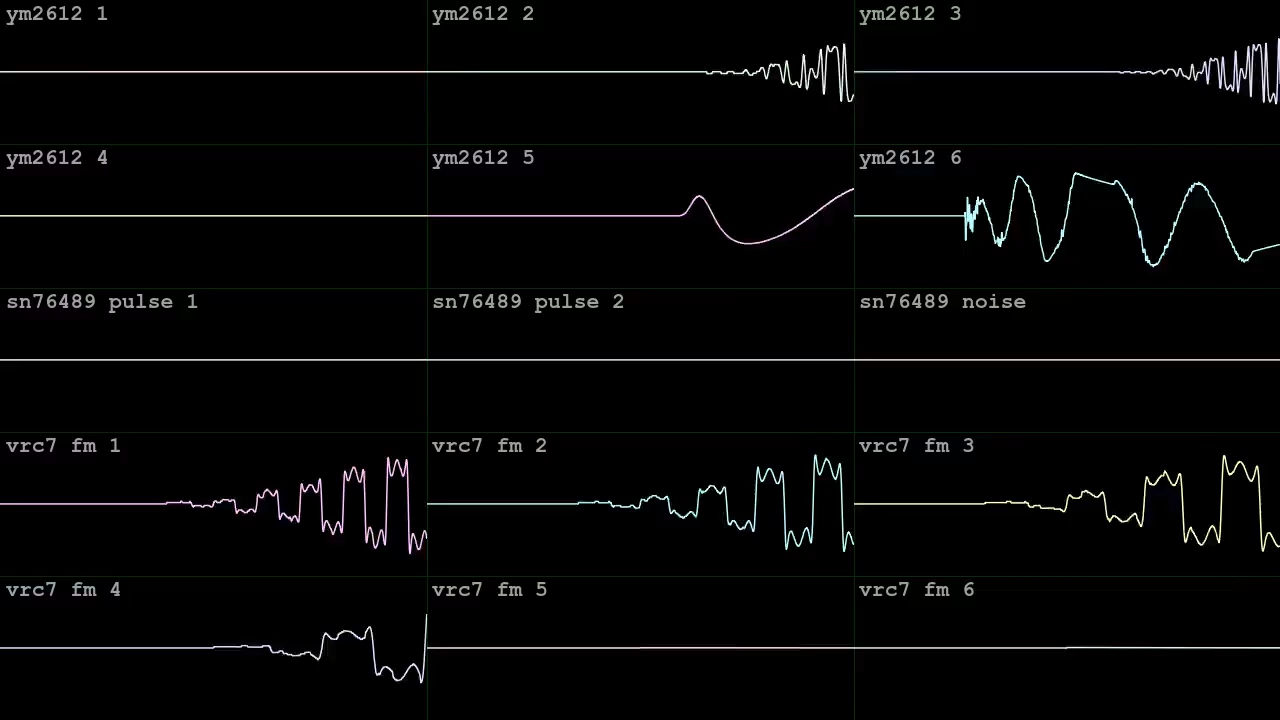 ym2612 1
ym2612 2
ym2612 3
ym2612 4
ym2612 5
ym2612 6
sn76489 pulse 1
sn76489 pulse 2
sn76489 noise
vrc7 fm 1
vrc7 fm 2
vrc7 fm 3
vrc7 fm 4
vrc7 fm 5
vrc7 fm 6